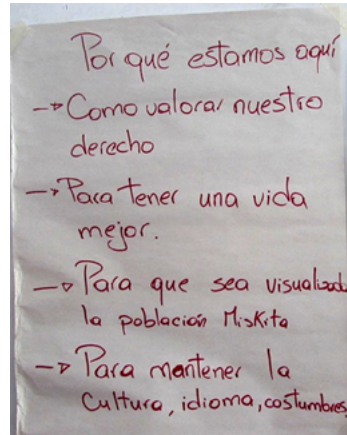 Por qué estamos aquí
-> Como valorar nuestro
derecho
-> Para tener una vida
mejor.
-> Para que sea visualizada
la población Miskita
-> Para mantener la
Cultura, idioma, costumbres,